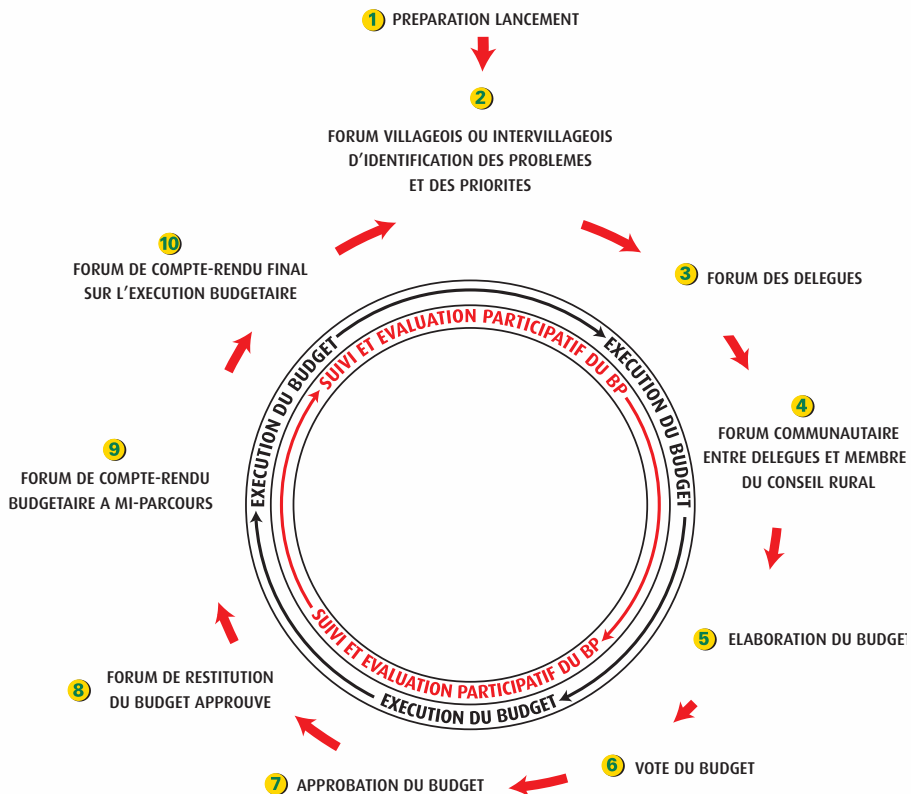 1 PREPARATION LANCEMENT
2
FORUM VILLAGEOIS OU INTERVILLAGEOIS
D'IDENTIFICATION DES PROBLEMES
ET DES PRIORITES
3 FORUM DES DELEGUES
4
FORUM COMMUNAUTAIRE
ENTRE DELEGUES ET MEMBRE
DU CONSEIL RURAL
5 ELABORATION DU BUDGET
6 VOTE DU BUDGET
7 APPROBATION DU BUDGET
8 FORUM DE RESTITUTION
DU BUDGET APPROUVE
9
FORUM DE COMPTE-RENDU
BUDGETAIRE A MI-PARCOURS
10
FORUM DE COMPTE-RENDU FINAL
SUR L'EXECUTION BUDGETAIRE
EXECUTION DU BUDGET
EXECUTION DU BUDGET
EXECUTION DU BUDGET
SUIVI ET EVALUATION PARTICIPATIF DU BP
SUIVI ET EVALUATION PARTICIPATIF DU BP